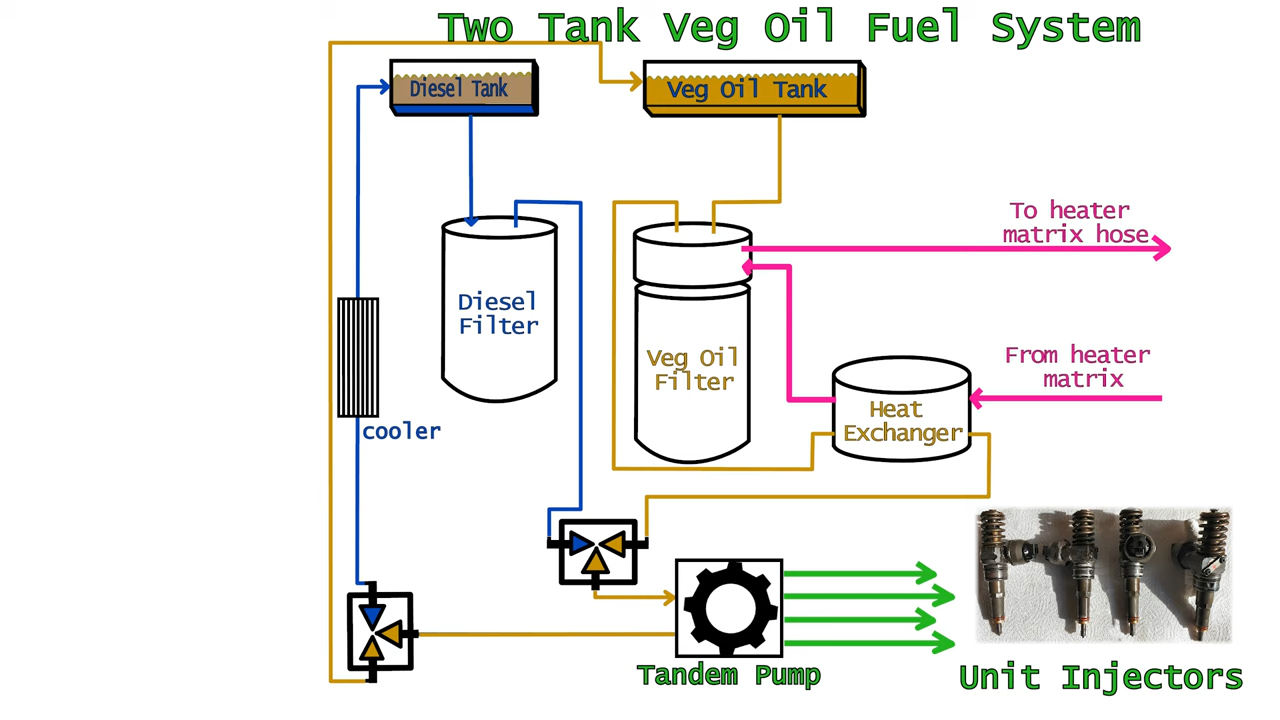 Two Tank Veg Oil Fuel System
Diesel Tank
Veg Oil Tank
To heater
matrix hose
Diesel
Filter
Veg Oil
Filter
From heater
matrix
Heat
Exchanger
cooler
Tandem Pump
Unit Injectors